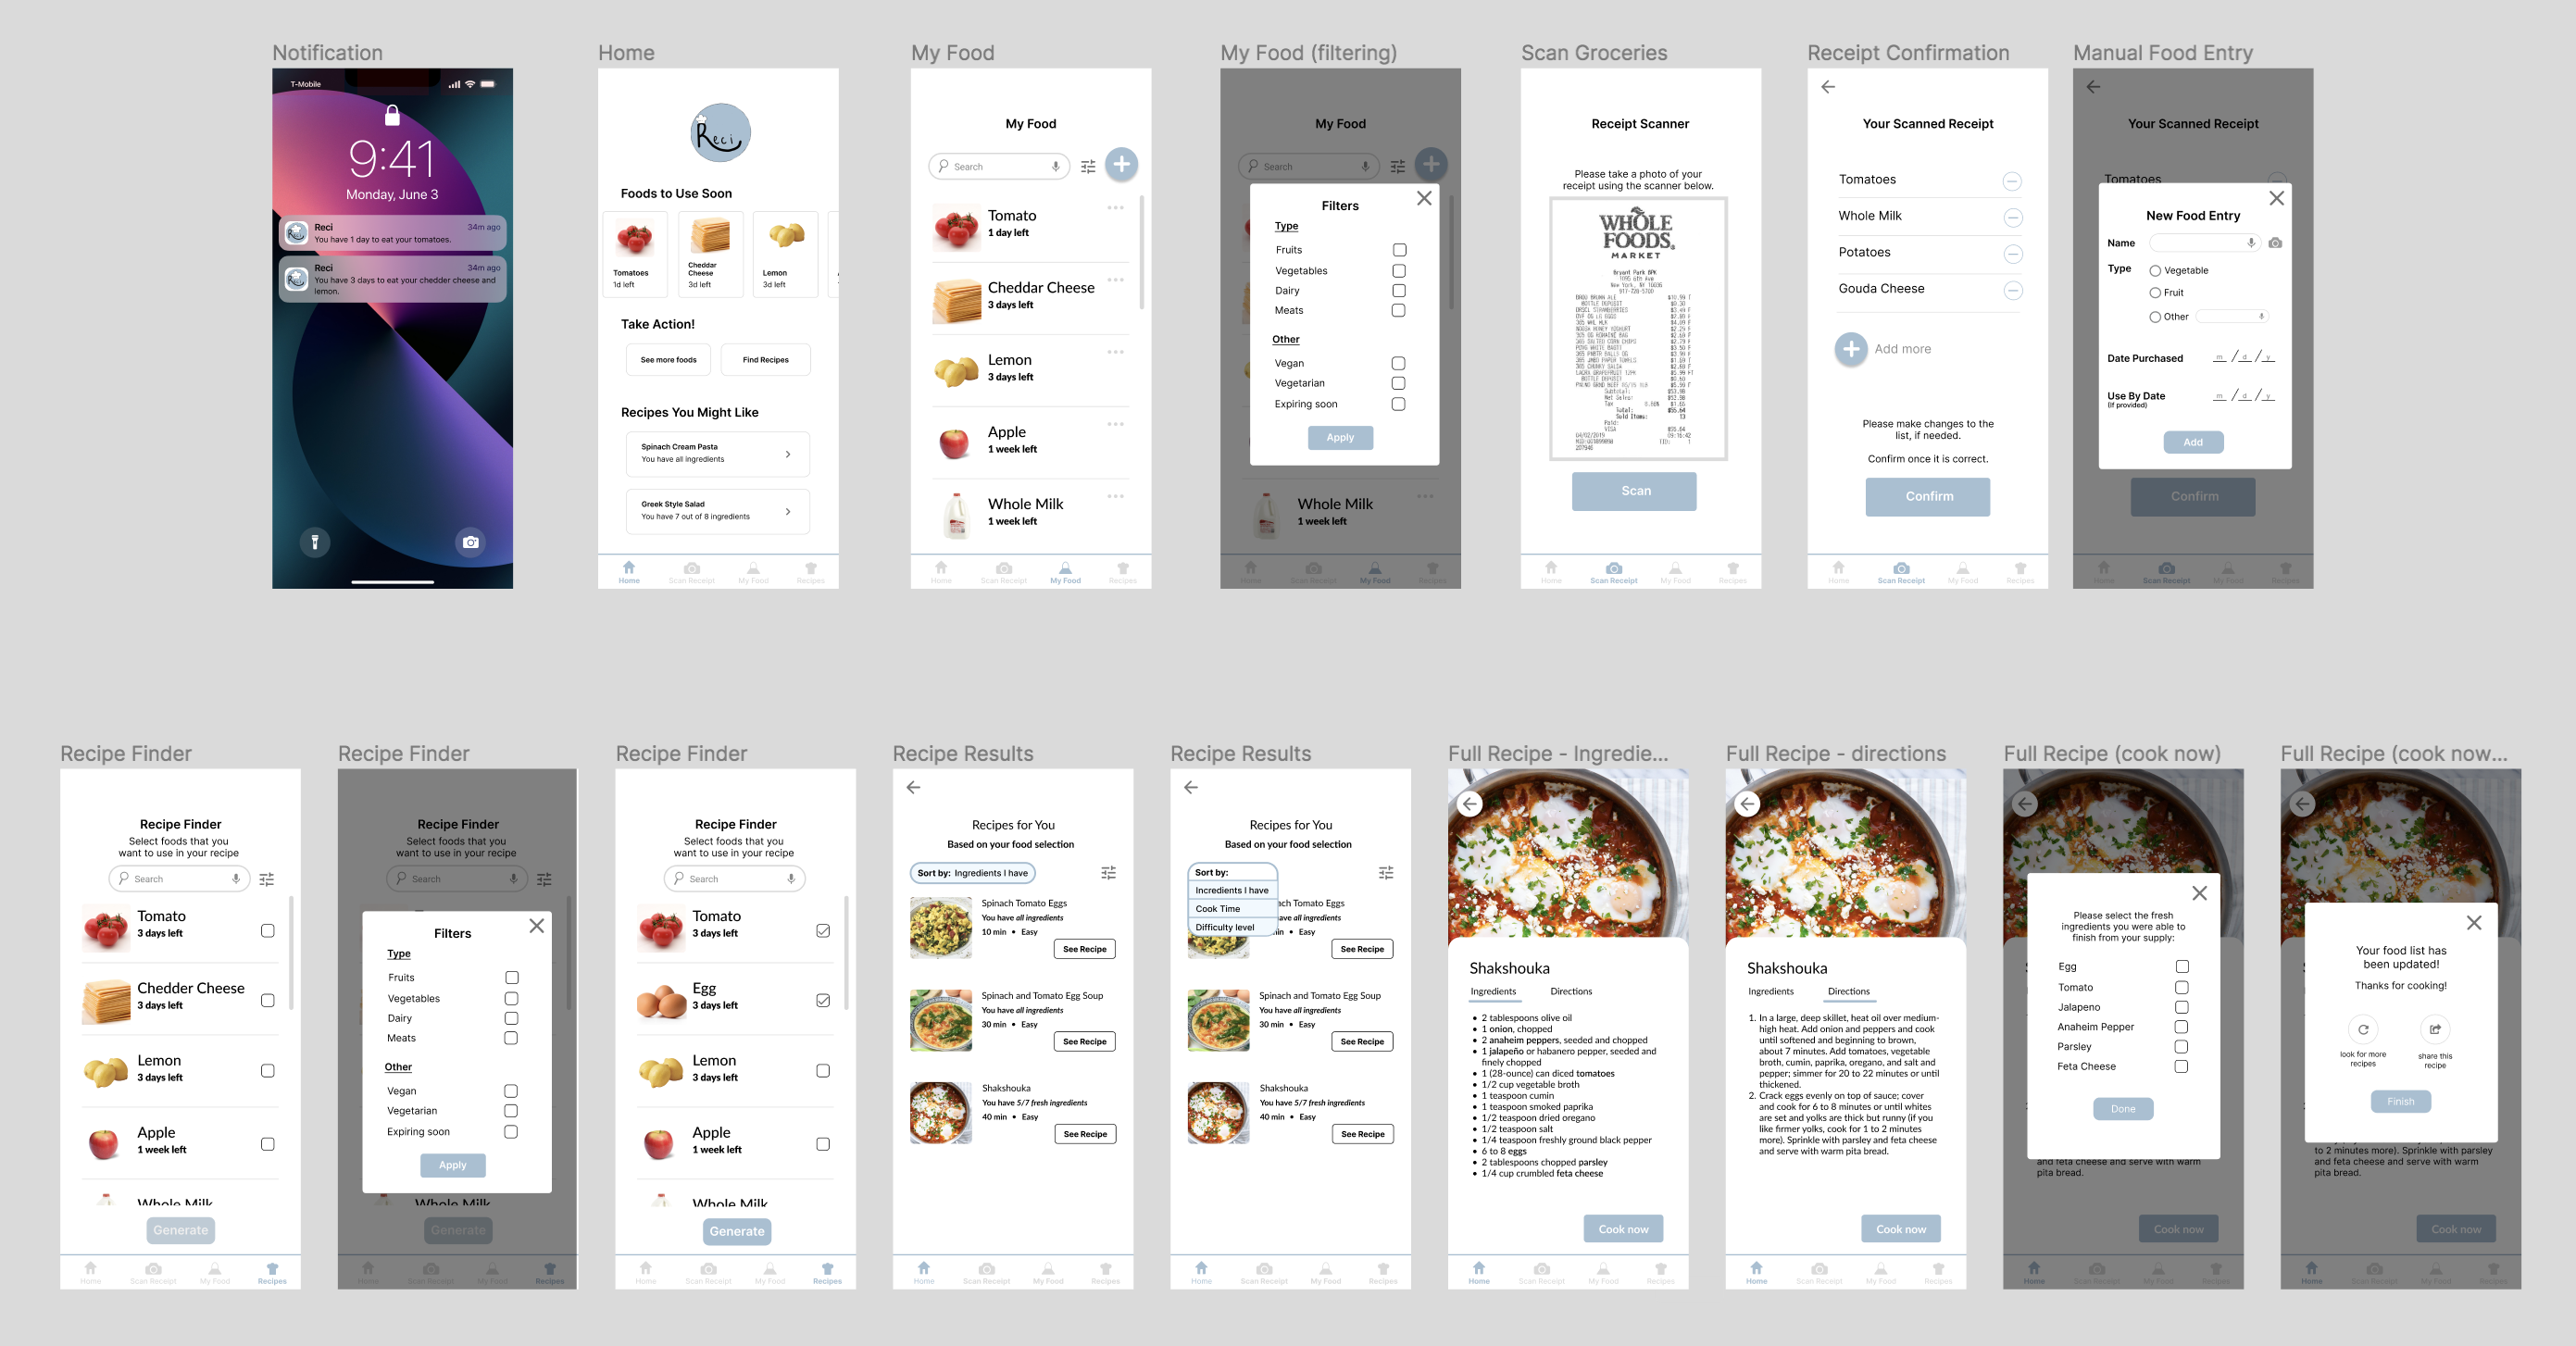 Notification
T-Mobile
9:41
Monday, June 3
Reci
34m ago
You have 1 day to eat your tomatoes.
Reci
34m ago
You have 3 days to eat your chedder cheese and
lemon.
Home
Reci
Foods to Use Soon
Tomatoes
1d left
Cheddar
Cheese
3d left
Lemon
3d left
Take Action!
See more foods
Find Recipes
Recipes You Might Like
Spinach Cream Pasta
You have all ingredients
Greek Style Salad
You have 7 out of 8 ingredients
Home
Scan Receipt
My Food
Recipes
My Food
My Food
Search
Tomato
1 day left
Cheddar Cheese
3 days left
Lemon
3 days left
Apple
1 week left
Whole Milk
1 week left
Home
Scan Receipt
My Food
Recipes
My Food (filtering)
My Food
Search
Filters
Type
Fruits
Vegetables
Dairy
Meats
Other
Vegan
Vegetarian
Expiring soon
Apply
Whole Milk
1 week left
Home
Scan Receipt
My Food
Recipes
Scan Groceries
Receipt Scanner
Please take a photo of your
receipt using the scanner below.
WHOLE
FOODS
MARKET
Bryant Park BPK
1095 6th Ave
New York, NY 10036
917-728-5700
Scan
Home
Scan Receipt
My Food
Recipes
Receipt Confirmation
Your Scanned Receipt
Tomatoes
Whole Milk
Potatoes
Gouda Cheese
Add more
Please make changes to the
list, if needed.
Confirm once it is correct.
Confirm
Home
Scan Receipt
My Food
Recipes
Manual Food Entry
Your Scanned Receipt
Tomatoes
New Food Entry
Name
Type
Vegetable
Fruit
Other
Date Purchased
m / d / y
Use By Date
(if provided)
m / d / y
Add
Confirm
Home
Scan Receipt
My Food
Recipes
Recipe Finder
Recipe Finder
Select foods that you
want to use in your recipe
Search
Tomato
3 days left
Chedder Cheese
3 days left
Lemon
3 days left
Apple
1 week left
Whole Milk
Generate
Home
Scan Receipt
My Food
Recipes
Recipe Finder
Recipe Finder
Select foods that you
want to use in your recipe
Search
Filters
Type
Fruits
Vegetables
Dairy
Meats
Other
Vegan
Vegetarian
Expiring soon
Apply
Whole Milk
Generate
Home
Scan Receipt
My Food
Recipes
Recipe Finder
Recipe Finder
Select foods that you
want to use in your recipe
Search
Tomato
3 days left
Egg
3 days left
Lemon
3 days left
Apple
1 week left
Whole Milk
Generate
Home
Scan Receipt
My Food
Recipes
Recipe Results
Recipes for You
Based on your food selection
Sort by: Ingredients I have
Spinach Tomato Eggs
You have all ingredients
10 min • Easy
See Recipe
Spinach and Tomato Egg Soup
You have all ingredients
30 min • Easy
See Recipe
Shakshouka
You have 5/7 fresh ingredients
40 min • Easy
See Recipe
Home
Scan Receipt
My Food
Recipes
Recipe Results
Recipes for You
Based on your food selection
Sort by:
Incredients I have
Cook Time
Difficulty level
ach Tomato Eggs
ave all ingredients
in • Easy
See Recipe
Spinach and Tomato Egg Soup
You have all ingredients
30 min • Easy
See Recipe
Shakshouka
You have 5/7 fresh ingredients
40 min • Easy
See Recipe
Home
Scan Receipt
My Food
Recipes
Full Recipe - Ingredie...
Shakshouka
Ingredients
Directions
• 2 tablespoons olive oil
• 1 onion, chopped
• 2 anaheim peppers, seeded and chopped
• 1 jalapeño or habanero pepper, seeded and
finely chopped
• 1 (28-ounce) can diced tomatoes
• 1/2 cup vegetable broth
• 1 teaspoon cumin
• 1 teaspoon smoked paprika
• 1/2 teaspoon dried oregano
• 1/2 teaspoon salt
• 1/4 teaspoon freshly ground black pepper
• 6 to 8 eggs
• 2 tablespoons chopped parsley
• 1/4 cup crumbled feta cheese
Cook now
Home
Scan Receipt
My Food
Recipes
Full Recipe - directions
Shakshouka
Ingredients
Directions
1. In a large, deep skillet, heat oil over medium-
high heat. Add onion and peppers and cook
until softened and beginning to brown,
about 7 minutes. Add tomatoes, vegetable
broth, cumin, paprika, oregano, and salt and
pepper; simmer for 20 to 22 minutes or until
thickened.
2. Crack eggs evenly on top of sauce; cover
and cook for 6 to 8 minutes or until whites
are set and yolks are thick but runny (if you
like firmer yolks, cook for 1 to 2 minutes
more). Sprinkle with parsley and feta cheese
and serve with warm pita bread.
Cook now
Home
Scan Receipt
My Food
Recipes
Full Recipe (cook now)
Please select the fresh
ingredients you were able to
finish from your supply:
Egg
Tomato
Jalapeno
Anaheim Pepper
Parsley
Feta Cheese
Done
and feta cheese and serve with warm
pita bread.
Cook now
Home
Scan Receipt
My Food
Recipes
Full Recipe (cook now...
Your food list has
been updated!
Thanks for cooking!
look for more
recipes
share this
recipe
Finish
to 2 minutes more). Sprinkle with parsley
and feta cheese and serve with warm
pita bread.
Cook now
Home
Scan Receipt
My Food
Recipes